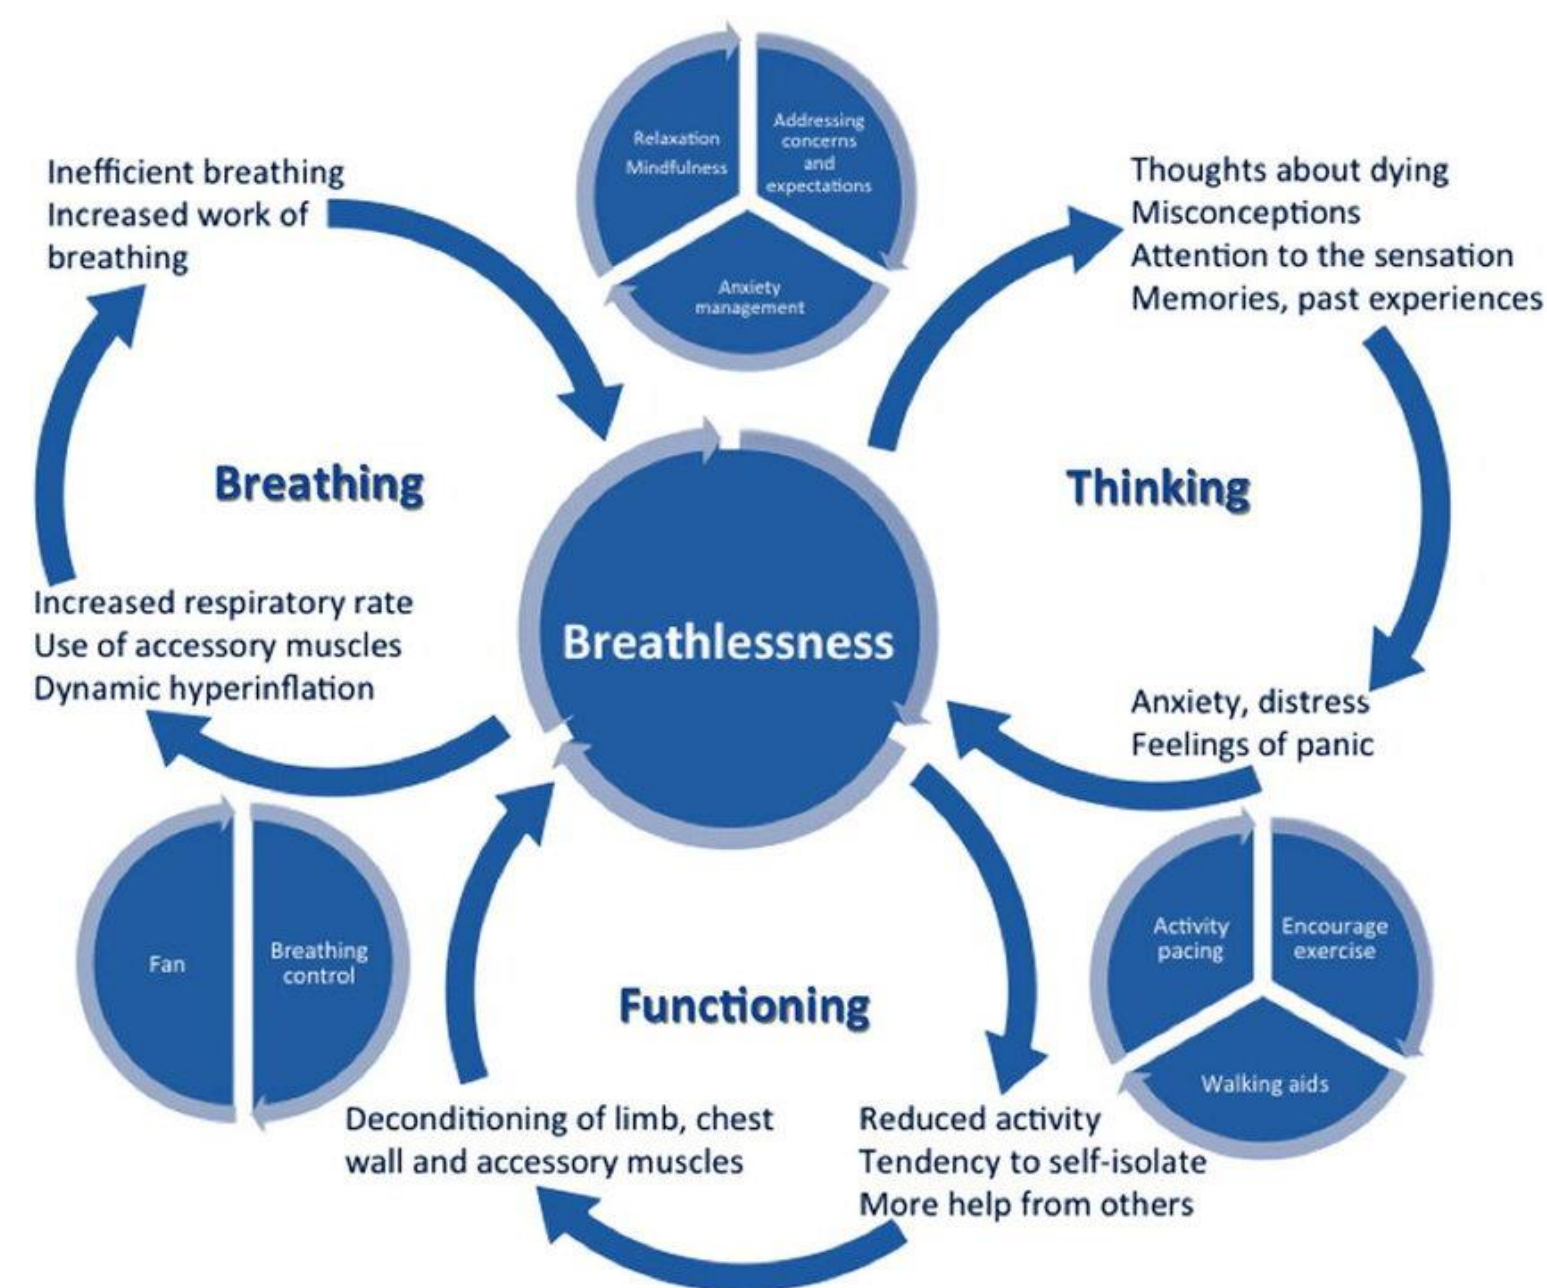 Relaxation
Mindfulness
Addressing
concerns
and
expectations
Anxiety
management
Inefficient breathing
Increased work of
breathing
Thoughts about dying
Misconceptions
Attention to the sensation
Memories, past experiences
Breathing
Thinking
Increased respiratory rate
Use of accessory muscles
Dynamic hyperinflation
Breathlessness
Anxiety, distress
Feelings of panic
Fan
Breathing
control
Functioning
Activity
pacing
Encourage
exercise
Walking aids
Deconditioning of limb, chest
wall and accessory muscles
Reduced activity
Tendency to self-isolate
More help from others